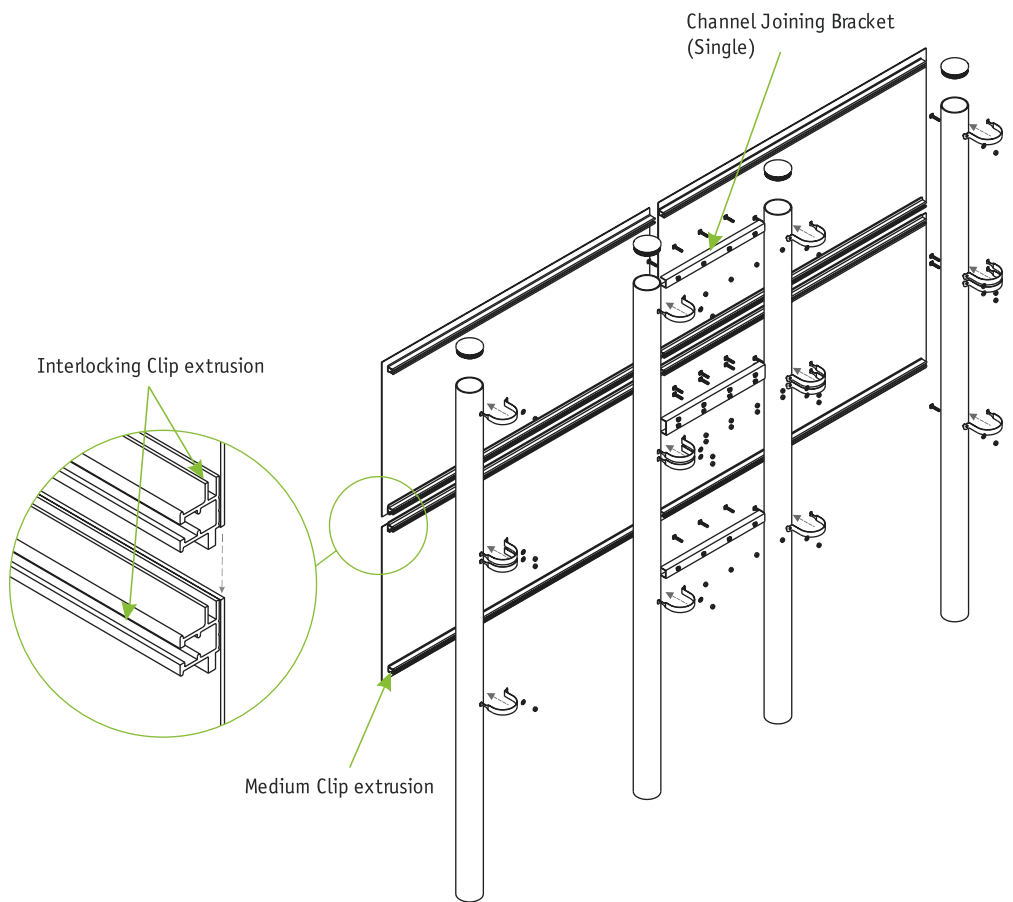 Channel Joining Bracket
(Single)
Interlocking Clip extrusion
Medium Clip extrusion